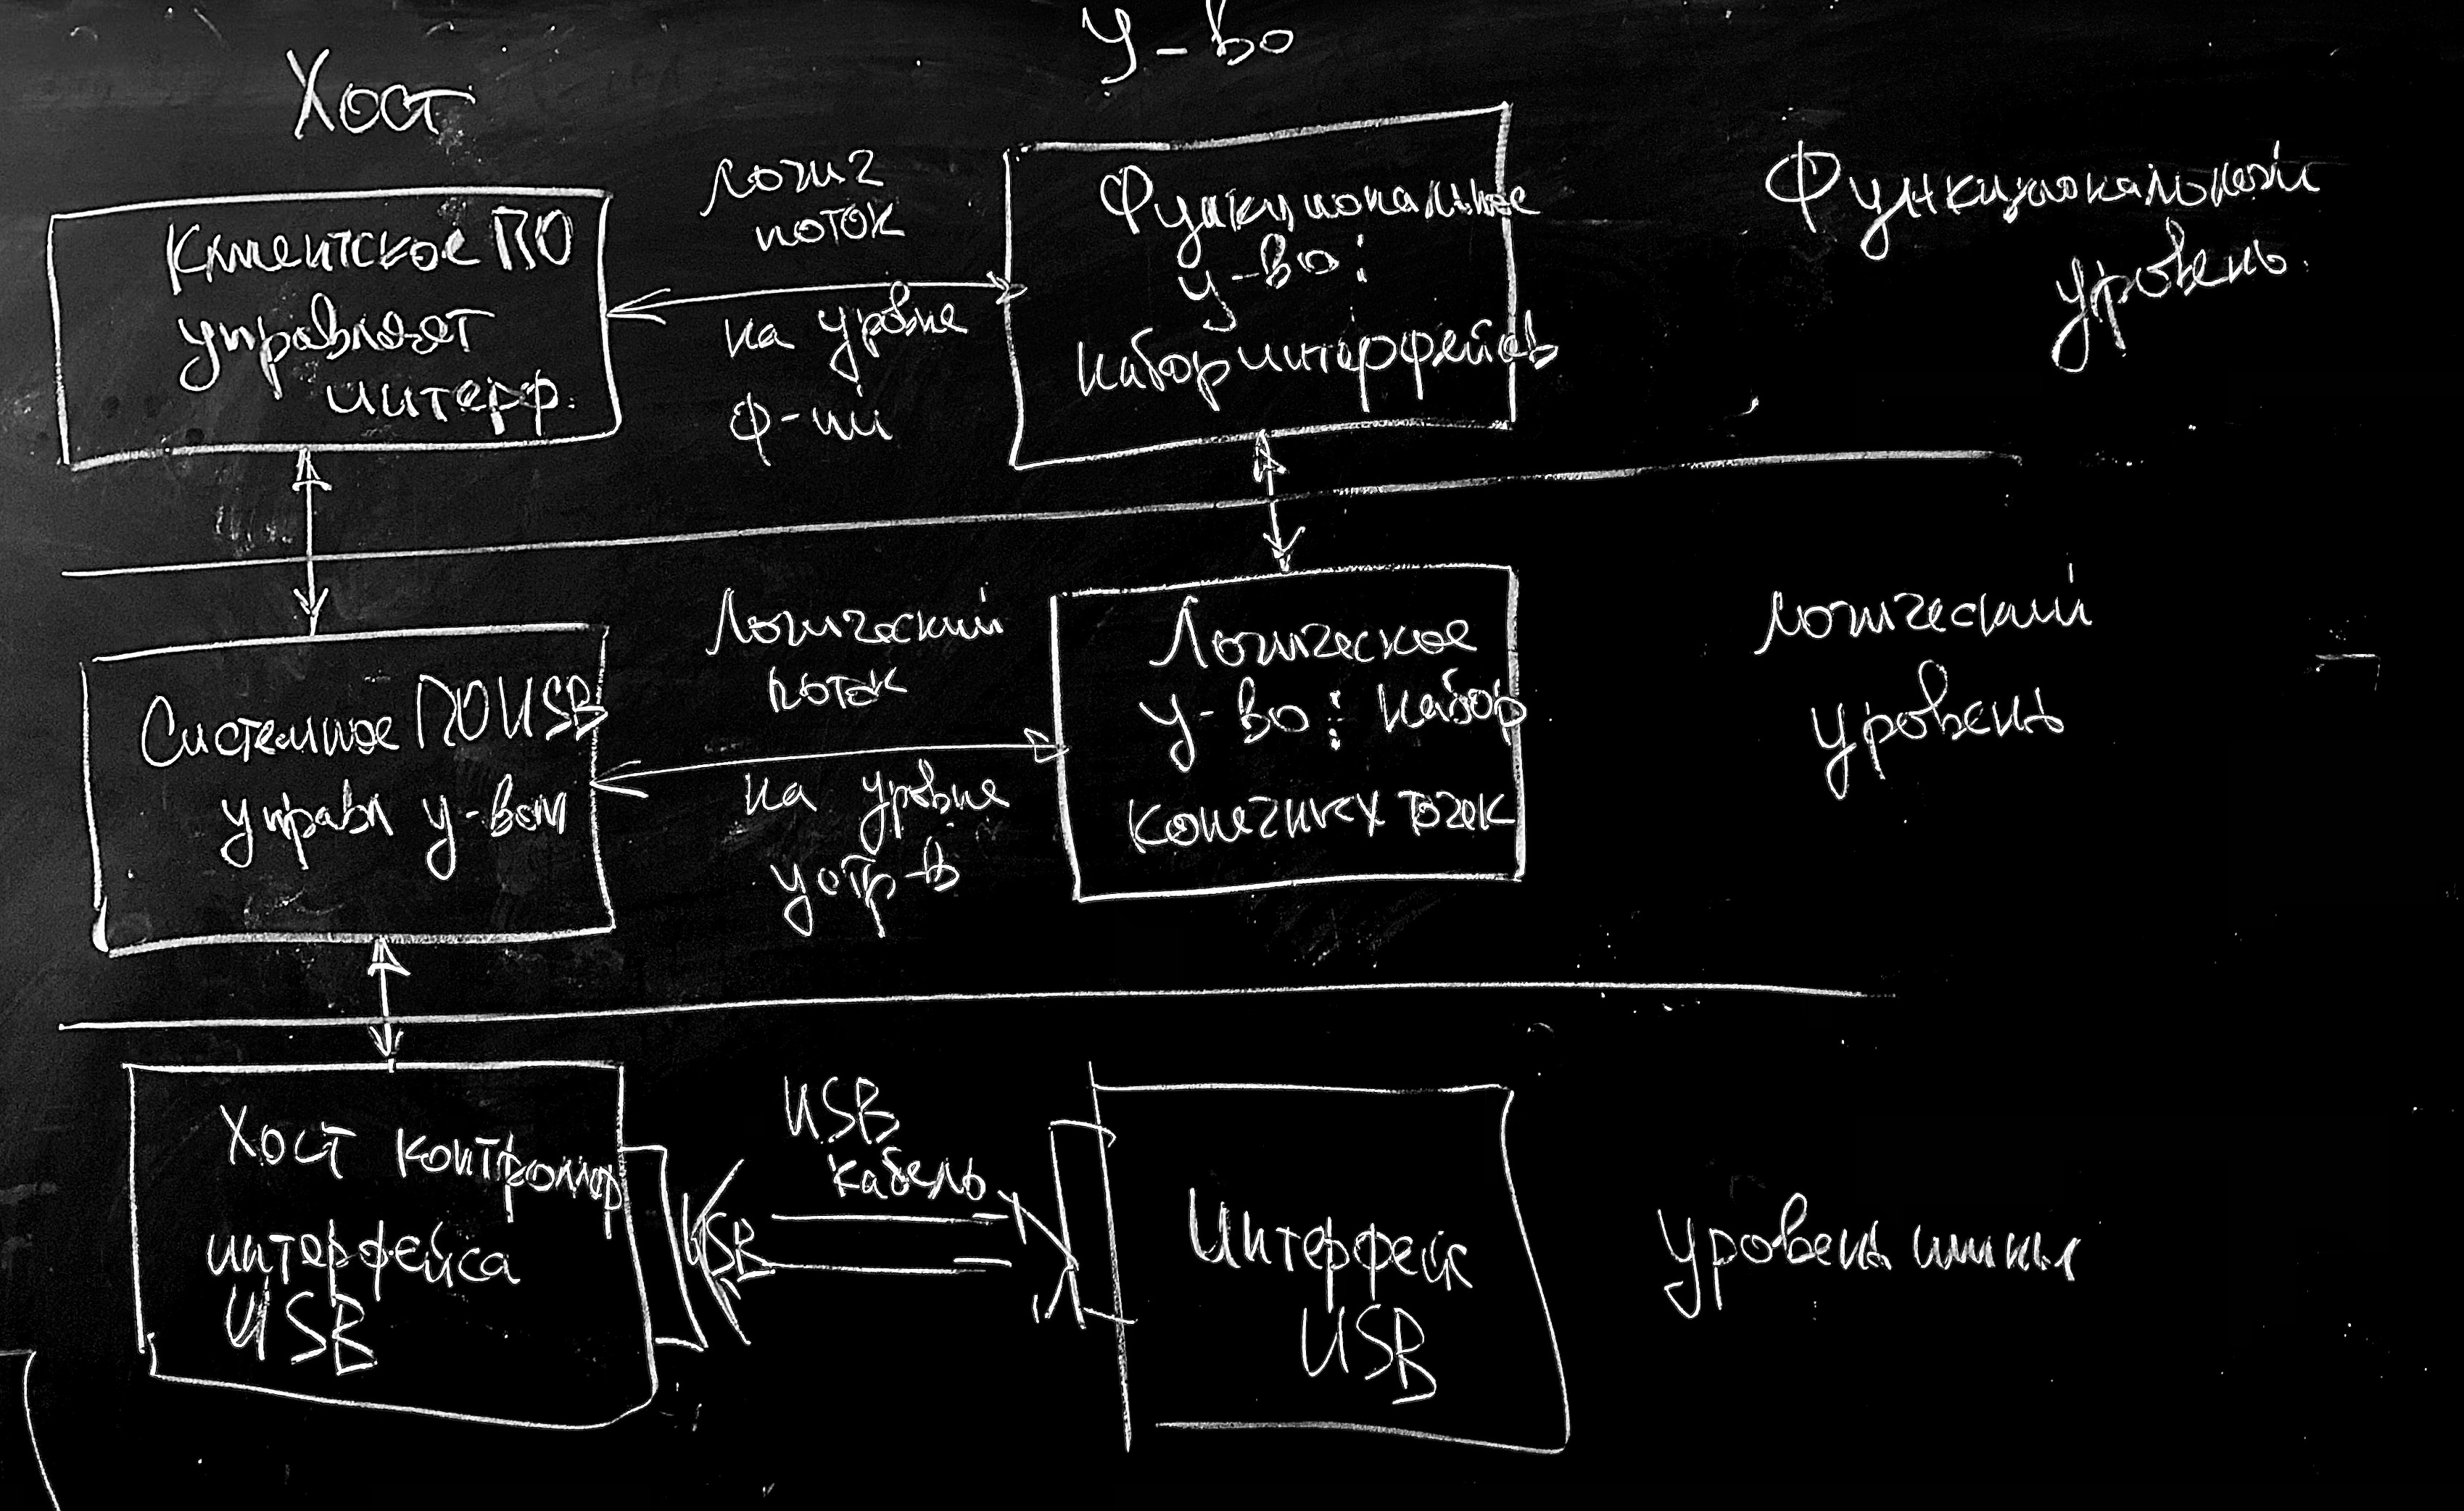 У-во
Хост
Клиентское ПО
управляет
интерф.
логич
поток
на уровне
ф-ий
Функциональное
у-во:
набор интерфейсов
Функциональный
уровень
Системное ПО USB
управл у-вом
Логический
поток
на уровне
устр-в
Логическое
у-во: набор
конечных точек
логический
уровень
Хост контроллер
интерфейса
USB
USB
USB
кабель
Интерфейс
USB
уровень шины